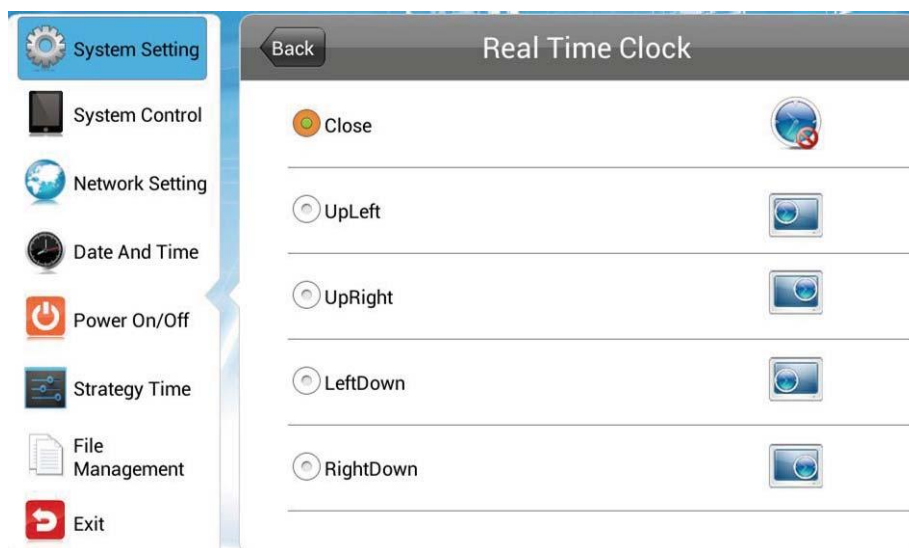 System Setting
System Control
Network Setting
Date And Time
Power On/Off
Strategy Time
File
Management
Exit
Back
Real Time Clock
Close
UpLeft
UpRight
LeftDown
RightDown